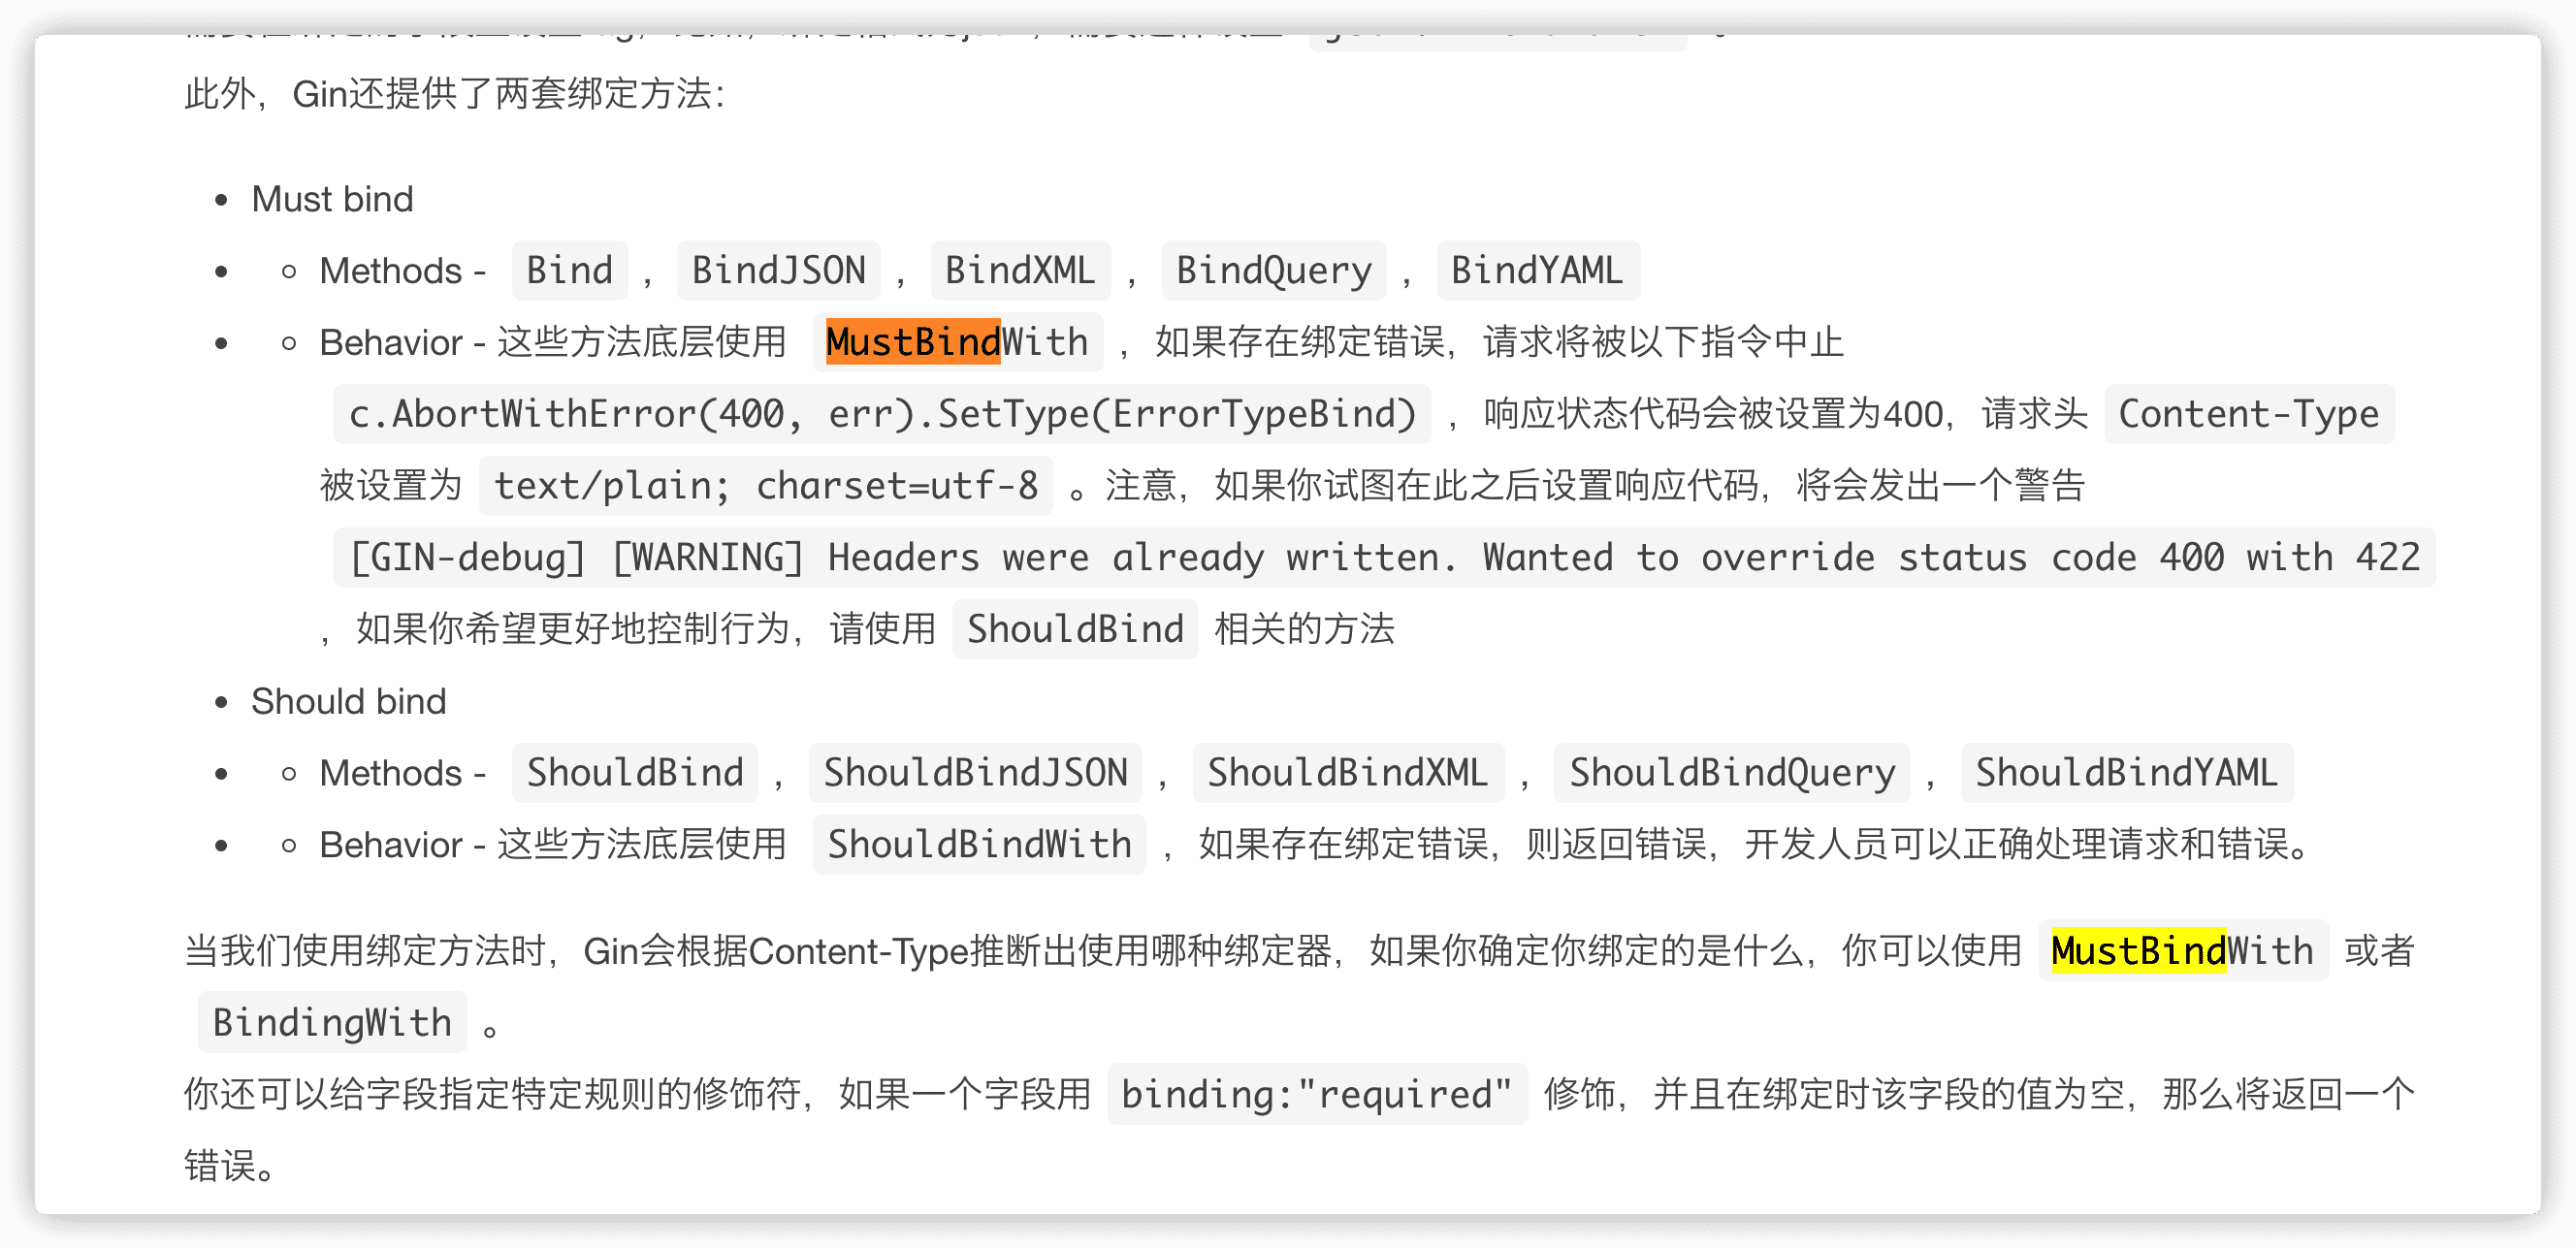 此外，Gin还提供了两套绑定方法：
Must bind
Methods - Bind , BindJSON , BindXML , BindQuery , BindYAML
Behavior - 这些方法底层使用 MustBindWith ，如果存在绑定错误，请求将被以下指令中止
c.AbortWithError(400, err).SetType(ErrorTypeBind) ，响应状态代码会被设置为400，请求头 Content-Type
被设置为 text/plain; charset=utf-8 。注意，如果你试图在此之后设置响应代码，将会发出一个警告
[GIN-debug] [WARNING] Headers were already written. Wanted to override status code 400 with 422
，如果你希望更好地控制行为，请使用 ShouldBind 相关的方法
Should bind
Methods - ShouldBind , ShouldBindJSON , ShouldBindXML , ShouldBindQuery , ShouldBindYAML
Behavior - 这些方法底层使用 ShouldBindWith ，如果存在绑定错误，则返回错误，开发人员可以正确处理请求和错误。
当我们使用绑定方法时，Gin会根据Content-Type推断出使用哪种绑定器，如果你确定你绑定的是什么，你可以使用 MustBindWith 或者
BindingWith 。
你还可以给字段指定特定规则的修饰符，如果一个字段用 binding:"required" 修饰，并且在绑定时该字段的值为空，那么将返回一个
错误。